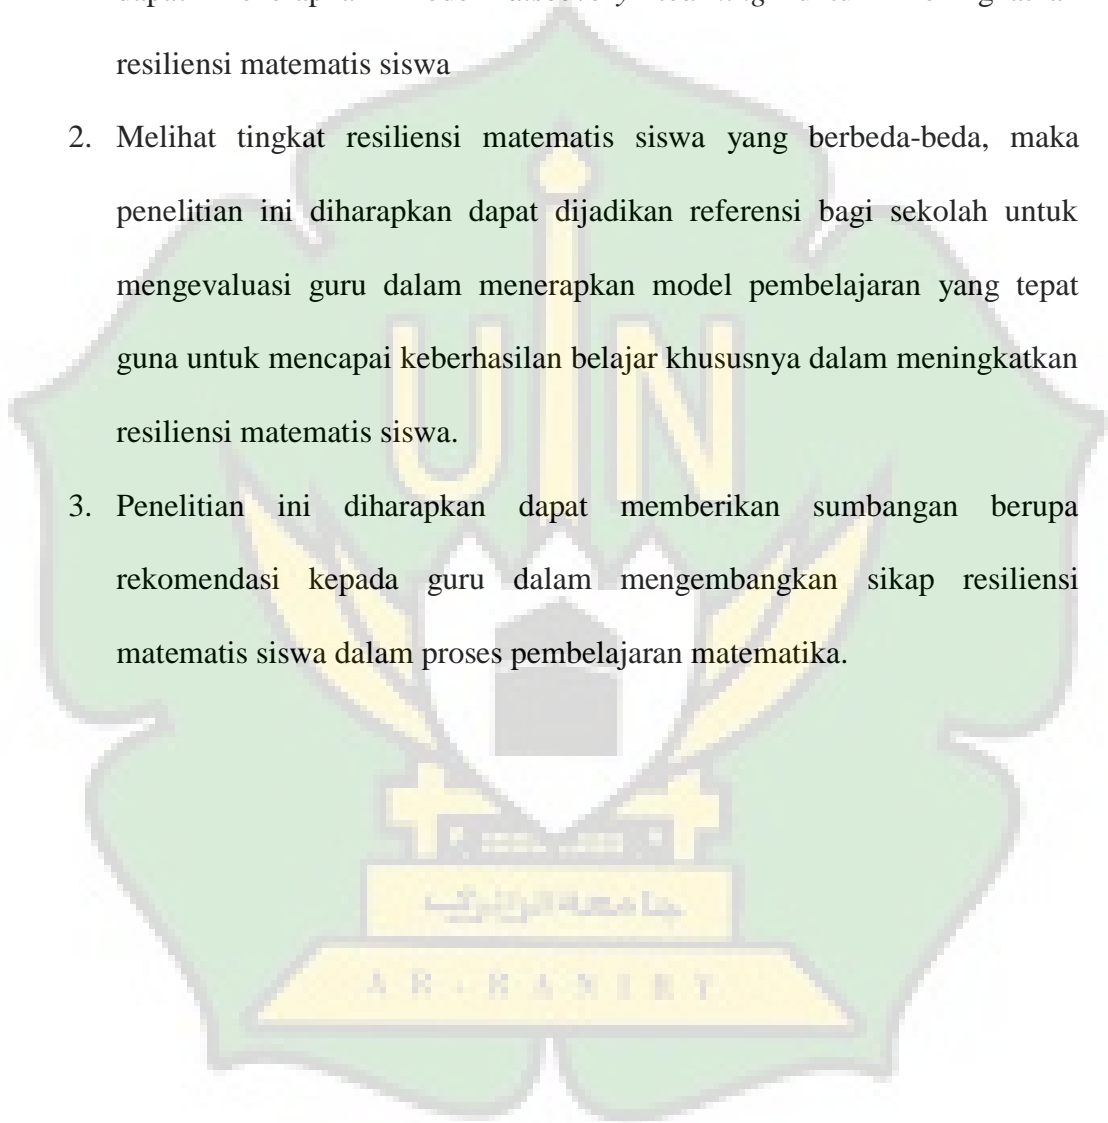 resiliensi matematis siswa
2. Melihat tingkat resiliensi matematis siswa yang berbeda-beda, maka
penelitian ini diharapkan dapat dijadikan referensi bagi sekolah untuk
mengevaluasi guru dalam menerapkan model pembelajaran yang tepat
guna untuk mencapai keberhasilan belajar khususnya dalam meningkatkan
resiliensi matematis siswa.
3. Penelitian ini diharapkan dapat memberikan sumbangan berupa
rekomendasi kepada guru dalam mengembangkan sikap resiliensi
matematis siswa dalam proses pembelajaran matematika.
UIN
جامعة الرانري
AR-RANIRY